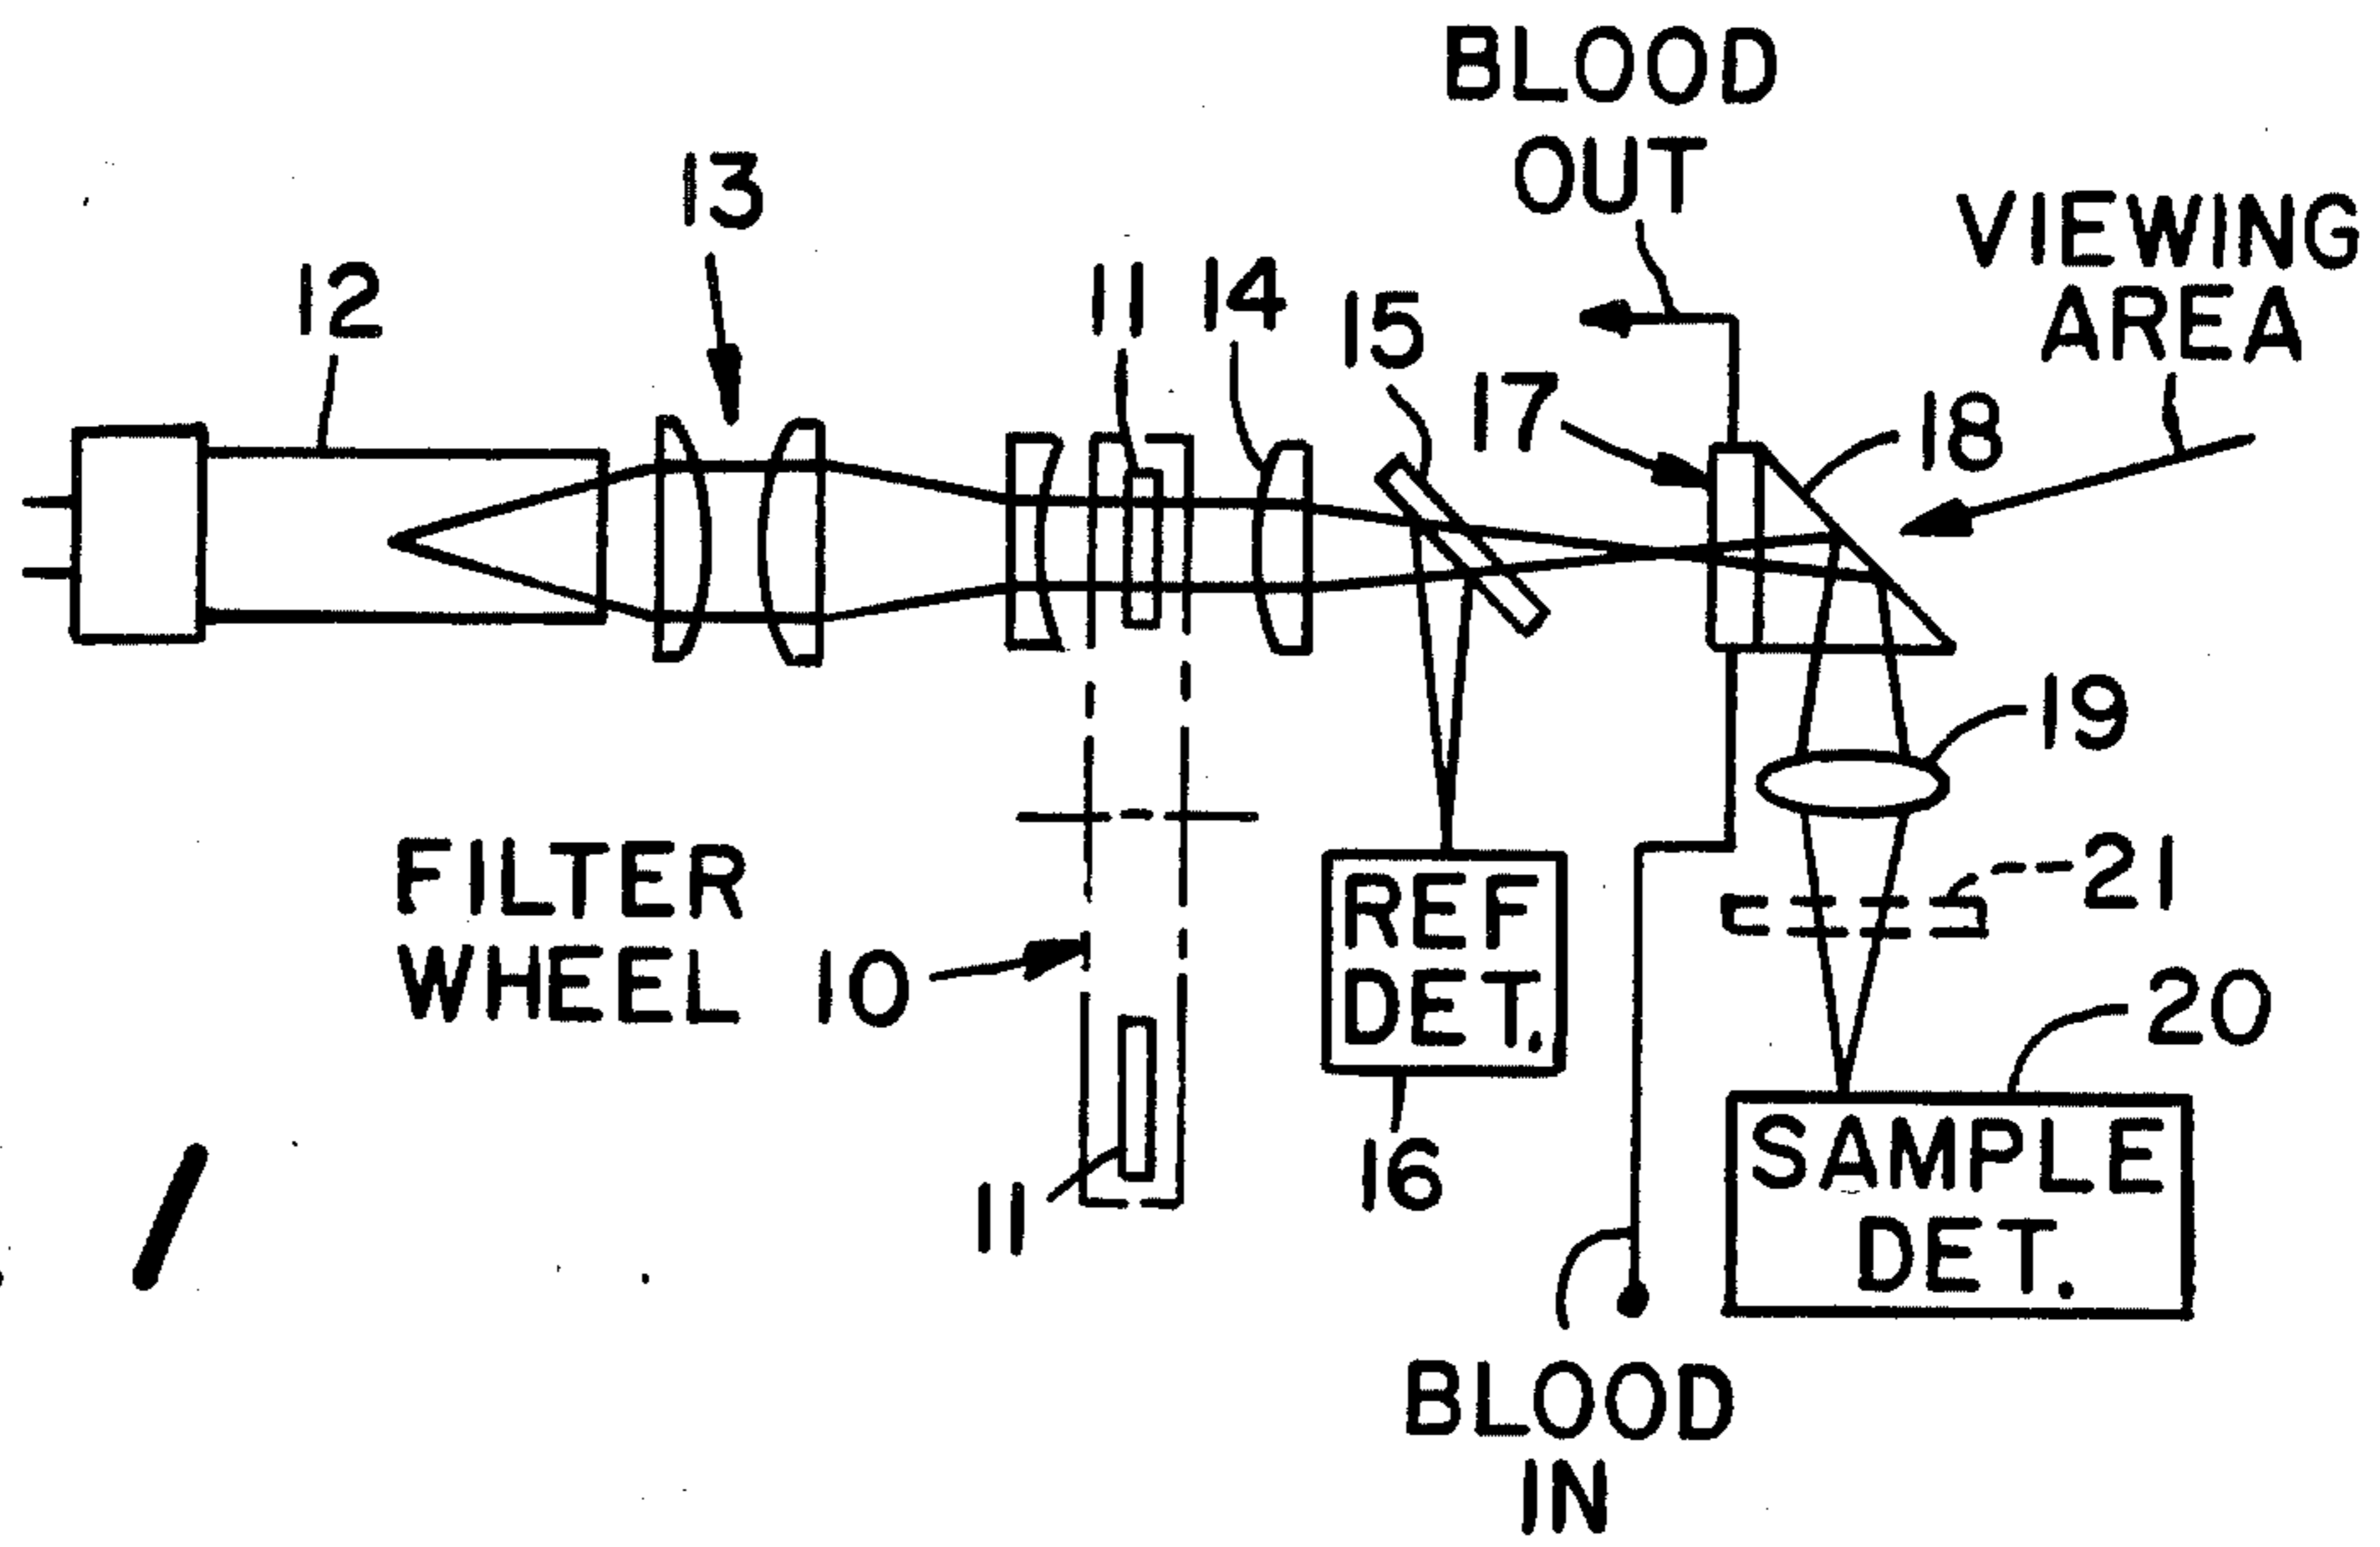 BLOOD
OUT
VIEWING
AREA
13
12
11
14
15
17
18
19
FILTER
WHEEL
10
REF
DET.
21
20
16
11
SAMPLE
DET.
BLOOD
IN
1